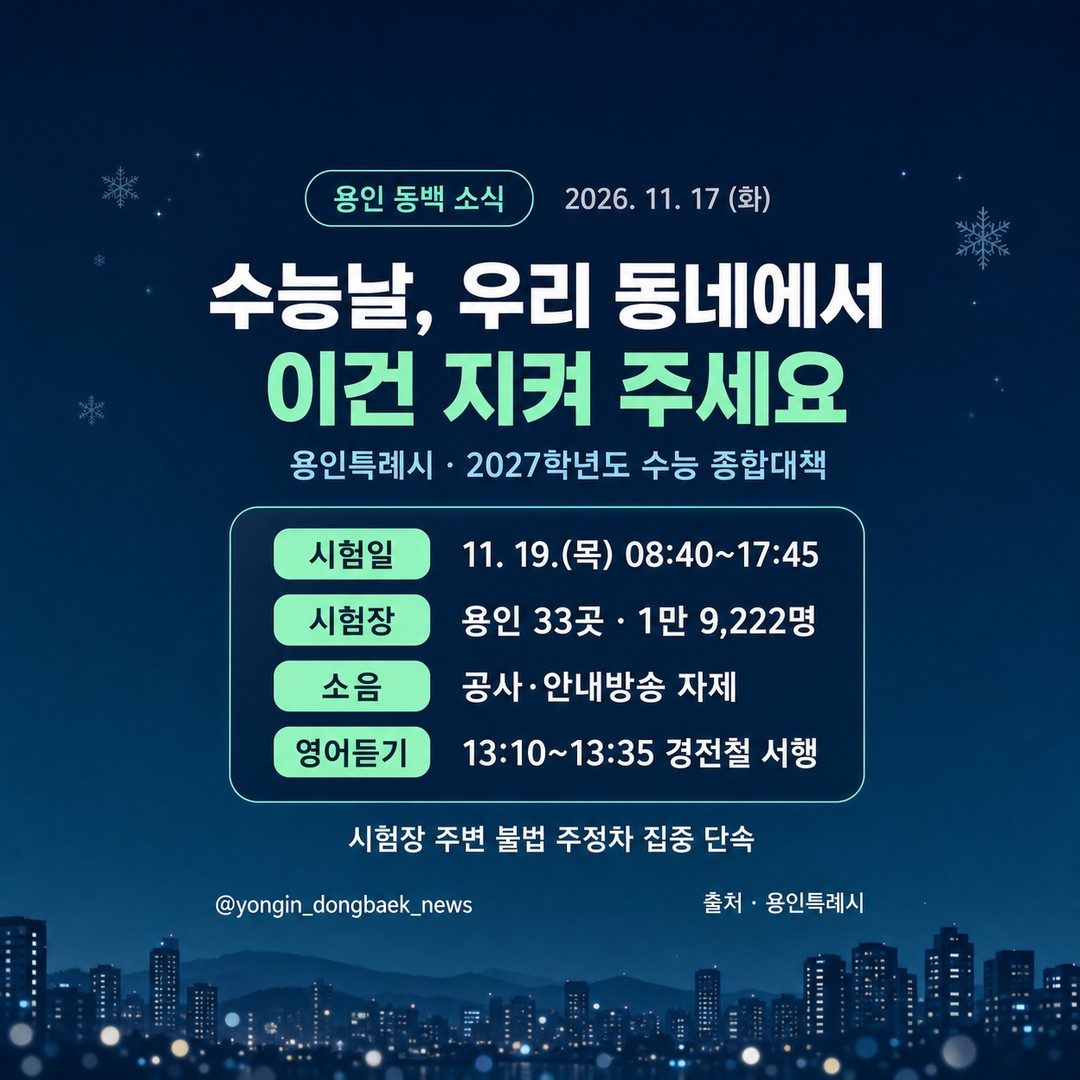 용인 동백 소식 2026. 11. 17 (화)
수능날, 우리 동네에서
이건 지켜 주세요
용인특례시 · 2027학년도 수능 종합대책
시험일 11. 19.(목) 08:40~17:45
시험장 용인 33곳 · 1만 9,222명
소음 공사·안내방송 자제
영어듣기 13:10~13:35 경전철 서행
시험장 주변 불법 주정차 집중 단속
@yongin_dongbaek_news 출처 · 용인특례시